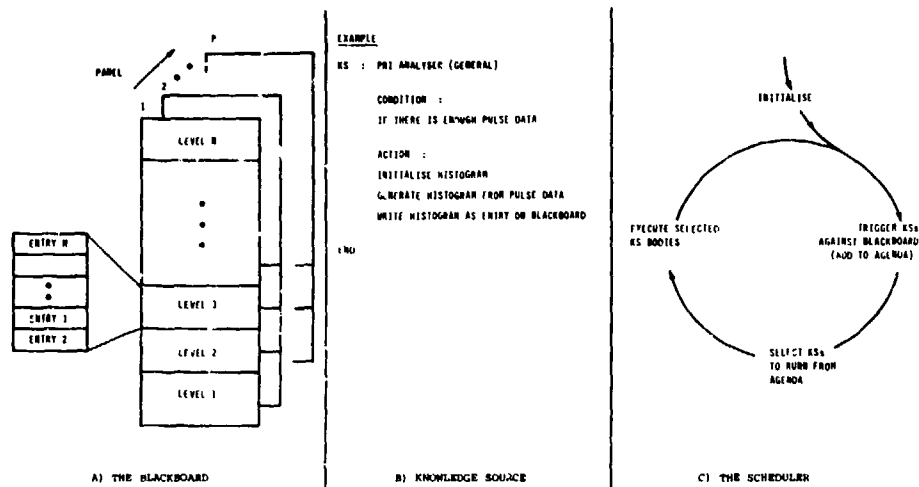 P
PANEL
2
1
LEVEL N
ENTRY N
ENTRY 1
ENTRY 2
LEVEL 3
LEVEL 2
LEVEL 1
A) THE BLACKBOARD
EXAMPLE
KS : PRI ANALYSER (GENERAL)
CONDITION :
IF THERE IS ENOUGH PULSE DATA
ACTION :
INITIALISE HISTOGRAM
GENERATE HISTOGRAM FROM PULSE DATA
WRITE HISTOGRAM AS ENTRY ON BLACKBOARD
END
B) KNOWLEDGE SOURCE
INITIALISE
EXECUTE SELECTED
KS BODIES
TRIGGER KSs
AGAINST BLACKBOARD
(ADD TO AGENDA)
SELECT KSs
TO RUN FROM
AGENDA
C) THE SCHEDULER